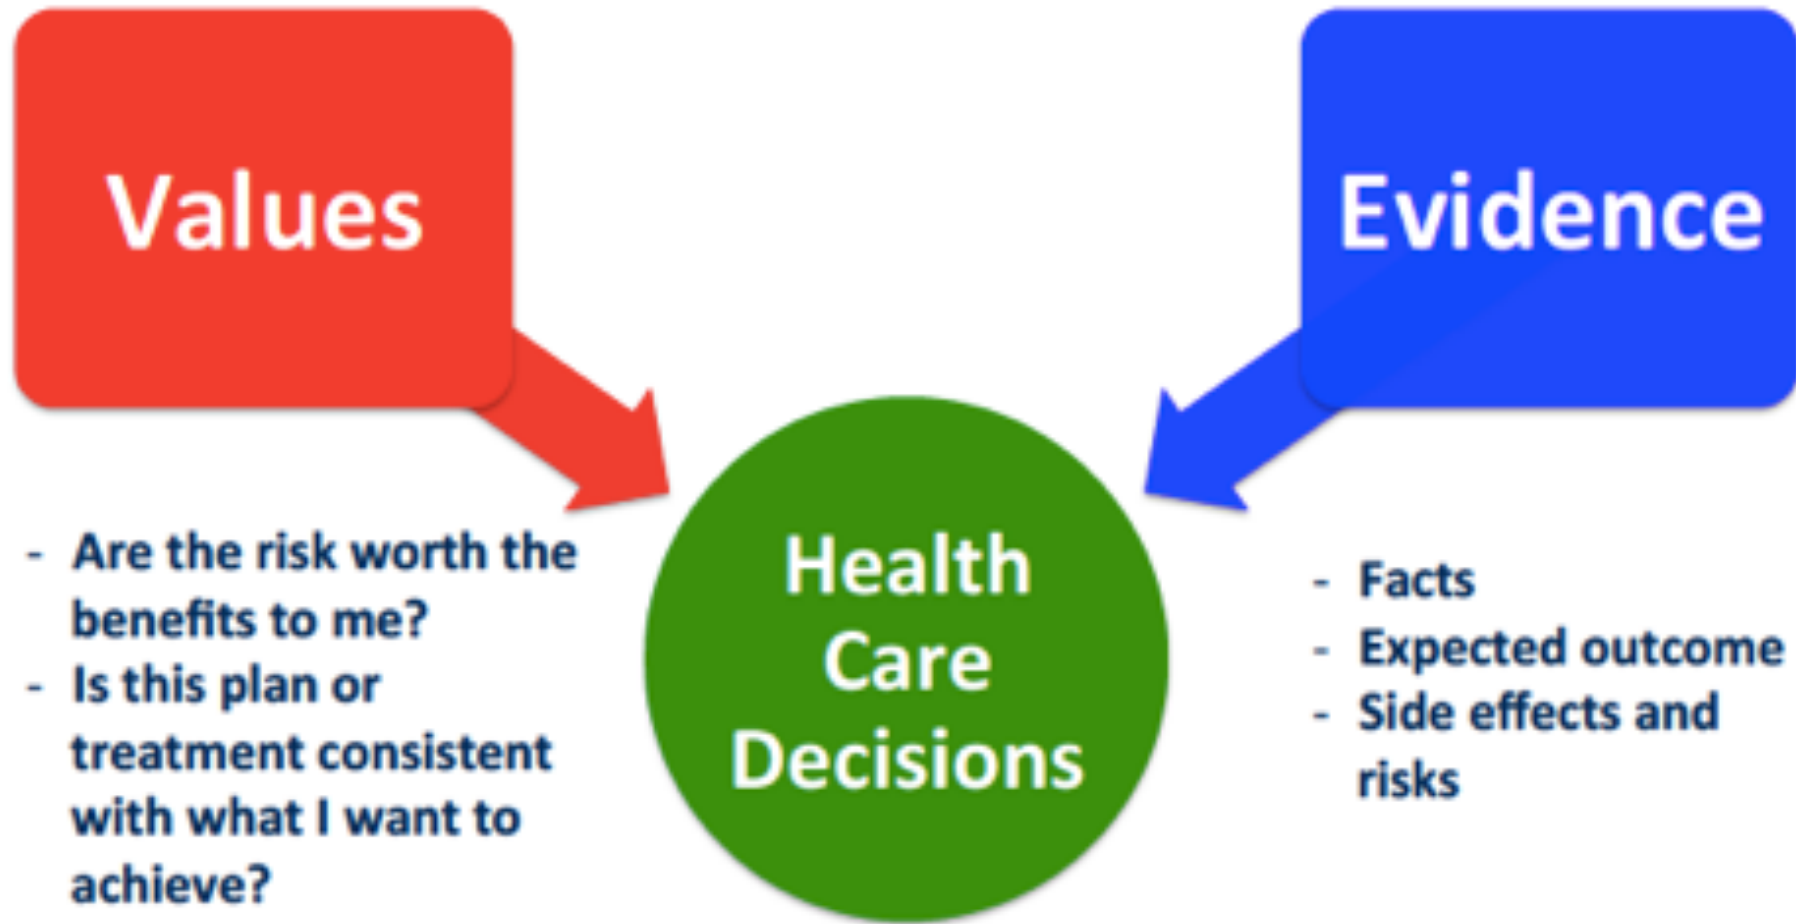 Values
Evidence
- Are the risk worth the
benefits to me?
- Is this plan or
treatment consistent
with what I want to
achieve?
Health
Care
Decisions
- Facts
- Expected outcome
- Side effects and
risks